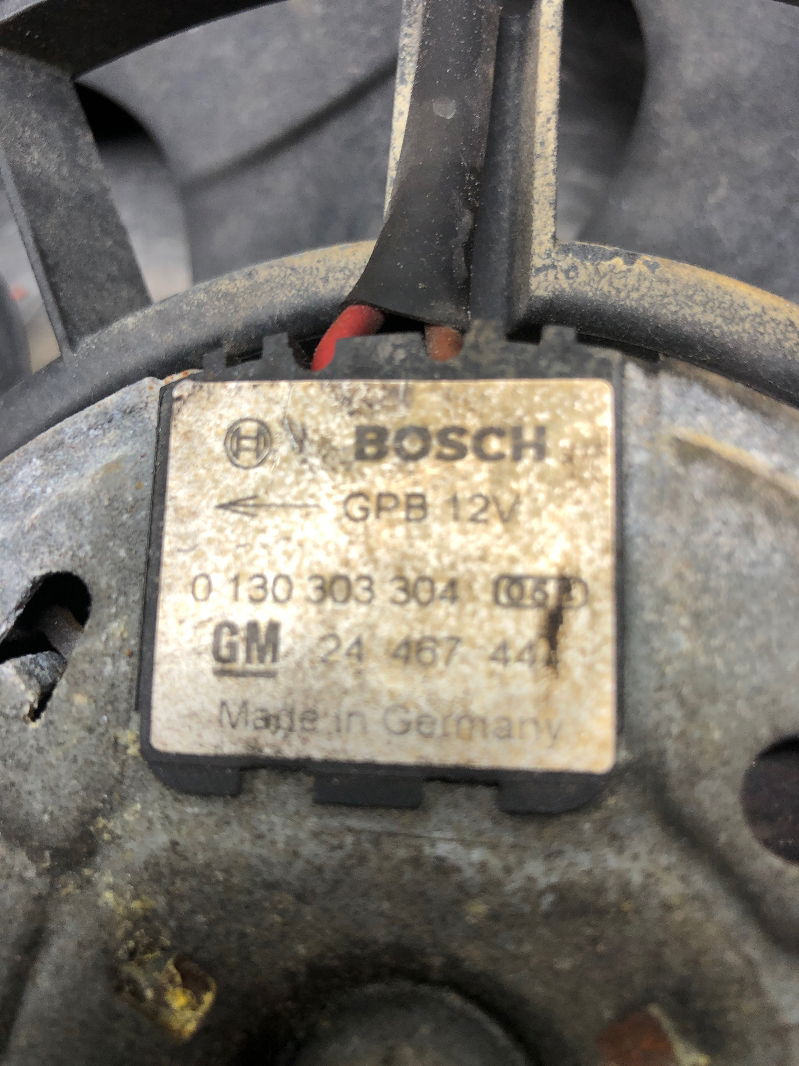 BOSCH
GPB 12V
0 130 303 304
GM 24 467 44
Made in Germany